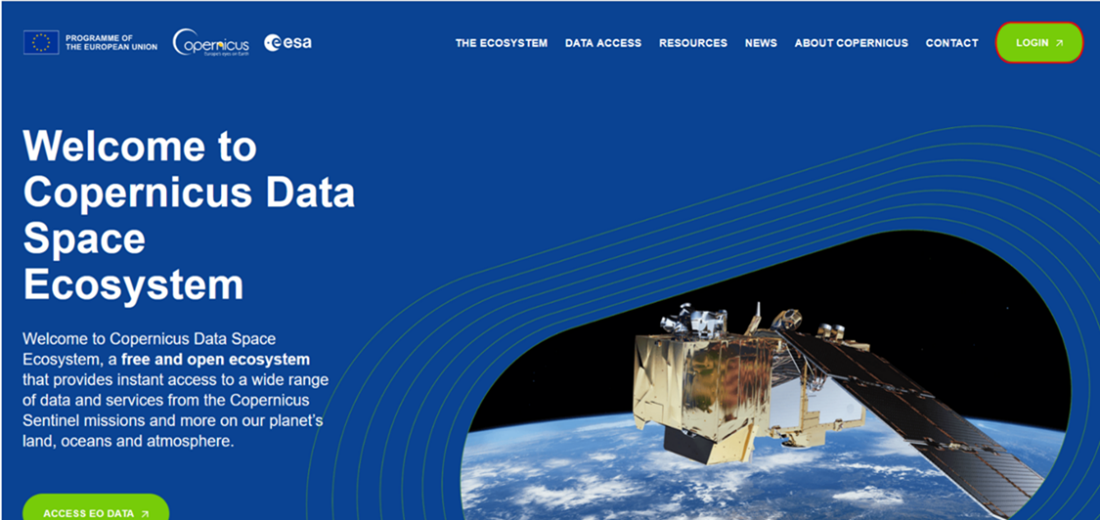 PROGRAMME OF
THE EUROPEAN UNION
opernicus
Europe's eyes on Earth
esa
THE ECOSYSTEM DATA ACCESS RESOURCES NEWS ABOUT COPERNICUS CONTACT LOGIN
Welcome to
Copernicus Data
Space
Ecosystem
Welcome to Copernicus Data Space
Ecosystem, a free and open ecosystem
that provides instant access to a wide range
of data and services from the Copernicus
Sentinel missions and more on our planet's
land, oceans and atmosphere.
ACCESS EO DATA